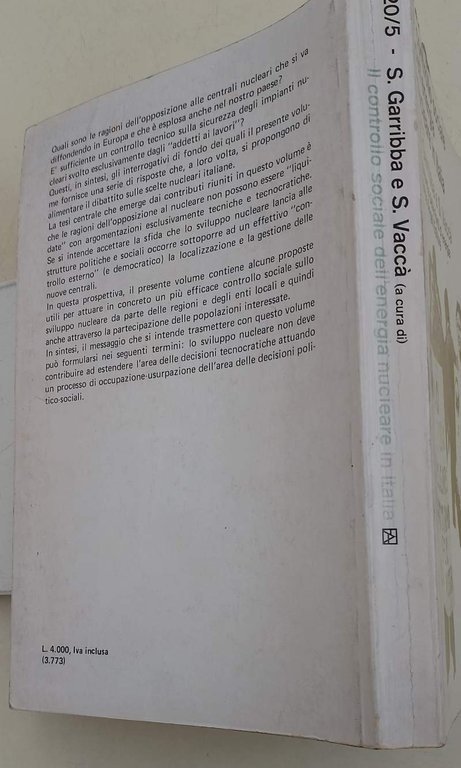 Quali sono le ragioni dell'opposizione alle centrali nucleari che si va
diffondendo in Europa e che è esplosa anche nel nostro paese?
E' sufficiente un controllo tecnico sulla sicurezza degli impianti nu-
cleari svolto esclusivamente dagli "addetti ai lavori"?
Questi, in sintesi, gli interrogativi di fondo dei quali il presente volu-
me fornisce una serie di risposte che, a loro volta, si propongono di
alimentare il dibattito sulle scelte nucleari italiane.
La tesi centrale che emerge dai contributi riuniti in questo volume è
che le ragioni dell'opposizione al nucleare non possono essere "liqui-
date" con argomentazioni esclusivamente tecniche e tecnocratiche.
Se si intende accettare la sfida che lo sviluppo nucleare lancia alle
strutture politiche e sociali occorre sottoporre ad un effettivo "con-
trollo esterno" (e democratico) la localizzazione e la gestione delle
nuove centrali.
In questa prospettiva, il presente volume contiene alcune proposte
utili per attuare in concreto un più efficace controllo sociale sullo
sviluppo nucleare da parte delle regioni e degli enti locali e quindi
anche attraverso la partecipazione delle popolazioni interessate.
In sintesi, il messaggio che si intende trasmettere con questo volume
può formularsi nei seguenti termini: lo sviluppo nucleare non deve
contribuire ad estendere l'area delle decisioni tecnocratiche attuando
un processo di occupazione-usurpazione dell'area delle decisioni poli-
tico-sociali.
L. 4.000, Iva inclusa
(3.773)
20/5 - S. Garribba e S. Vaccà (a cura di)
Il controllo sociale dell'energia nucleare in Italia